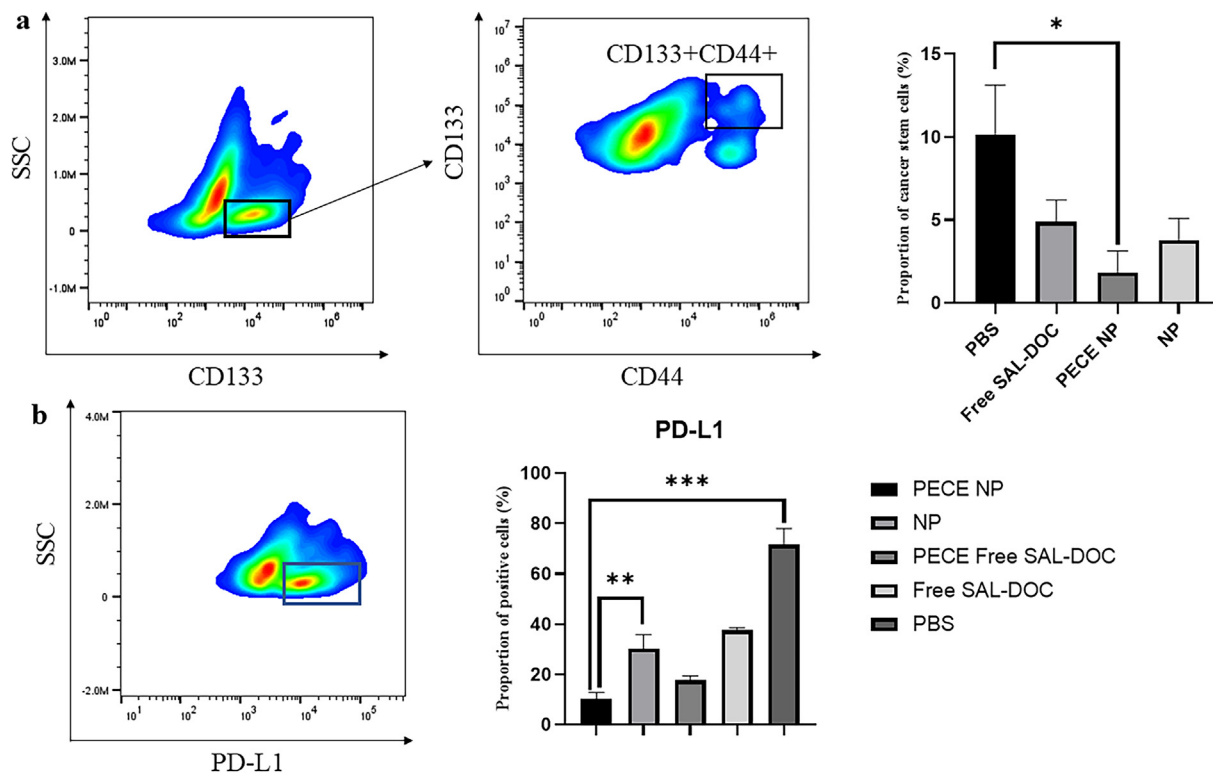 a
3.0M
2.0M
1.0M
0
-1.0M
10^0
10^2
10^4
10^6
SSC
CD133
10^7
10^6
10^5
10^4
10^3
10^2
10^1
10^0
CD133+CD44+
10^0
10^2
10^4
10^6
CD133
CD44
*
15
10
5
0
Proportion of cancer stem cells (%)
PBS
Free SAL-DOC
PECE NP
NP
b
4.0M
2.0M
0
-2.0M
10^1
10^2
10^3
10^4
10^5
SSC
PD-L1
PD-L1
100
80
60
40
20
0
Proportion of positive cells (%)
**
***
PECE NP
NP
PECE Free SAL-DOC
Free SAL-DOC
PBS